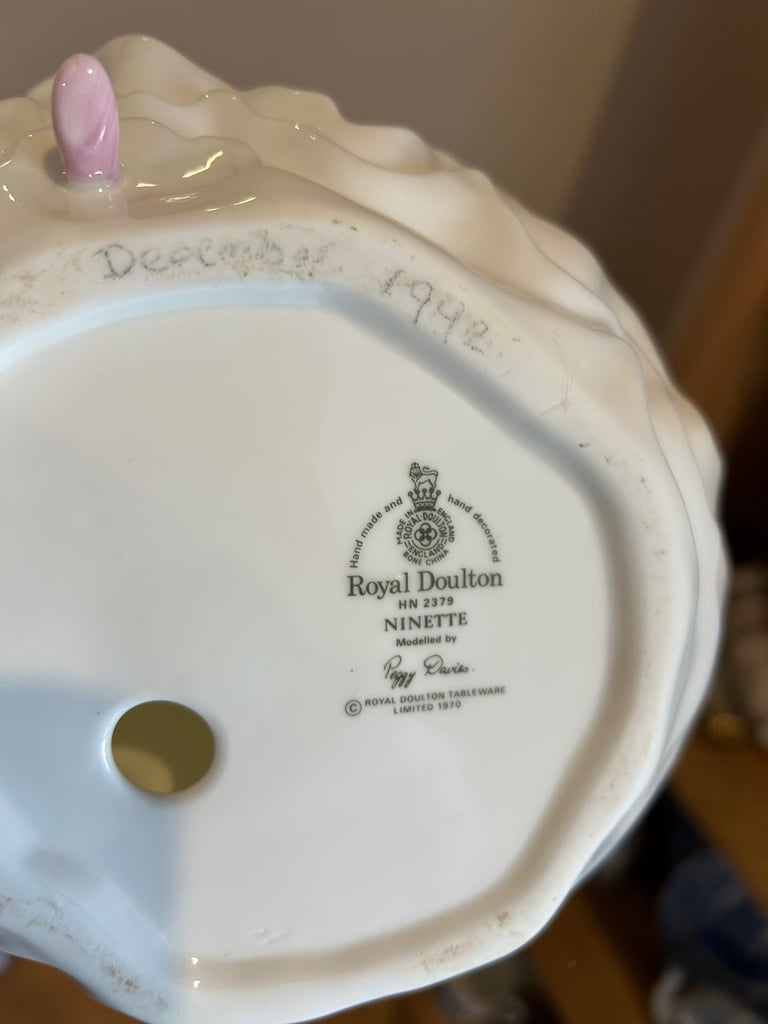 December 1992
Hand made and hand decorated
MADE IN ENGLAND
ROYAL DOULTON
ENGLAND
BONE CHINA
Royal Doulton
HN 2379
NINETTE
Modelled by
Peggy Davies.
© ROYAL DOULTON TABLEWARE
LIMITED 1970